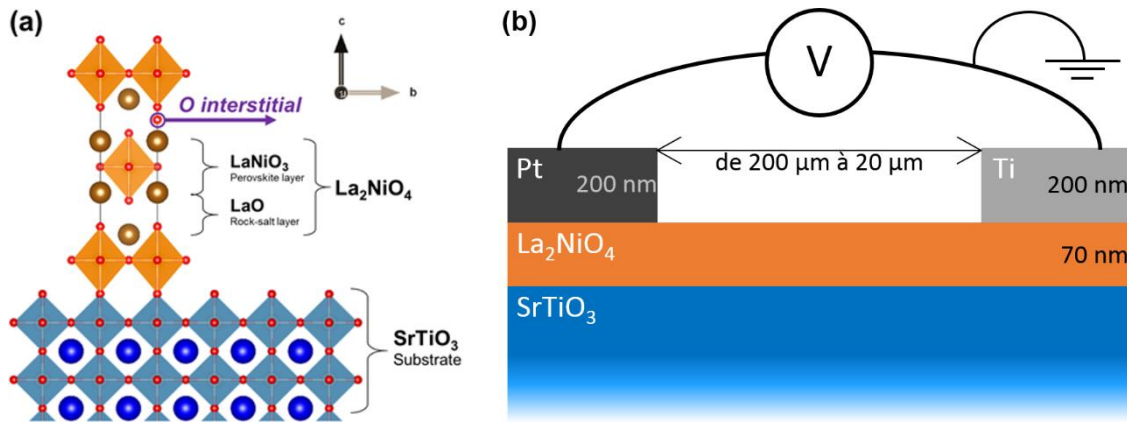 (a)
c
b
O interstitial
LaNiO₃
Perovskite layer
La₂NiO₄
LaO
Rock-salt layer
SrTiO₃
Substrate
(b)
V
de 200 µm à 20 µm
Pt
200 nm
Ti
200 nm
La₂NiO₄
70 nm
SrTiO₃